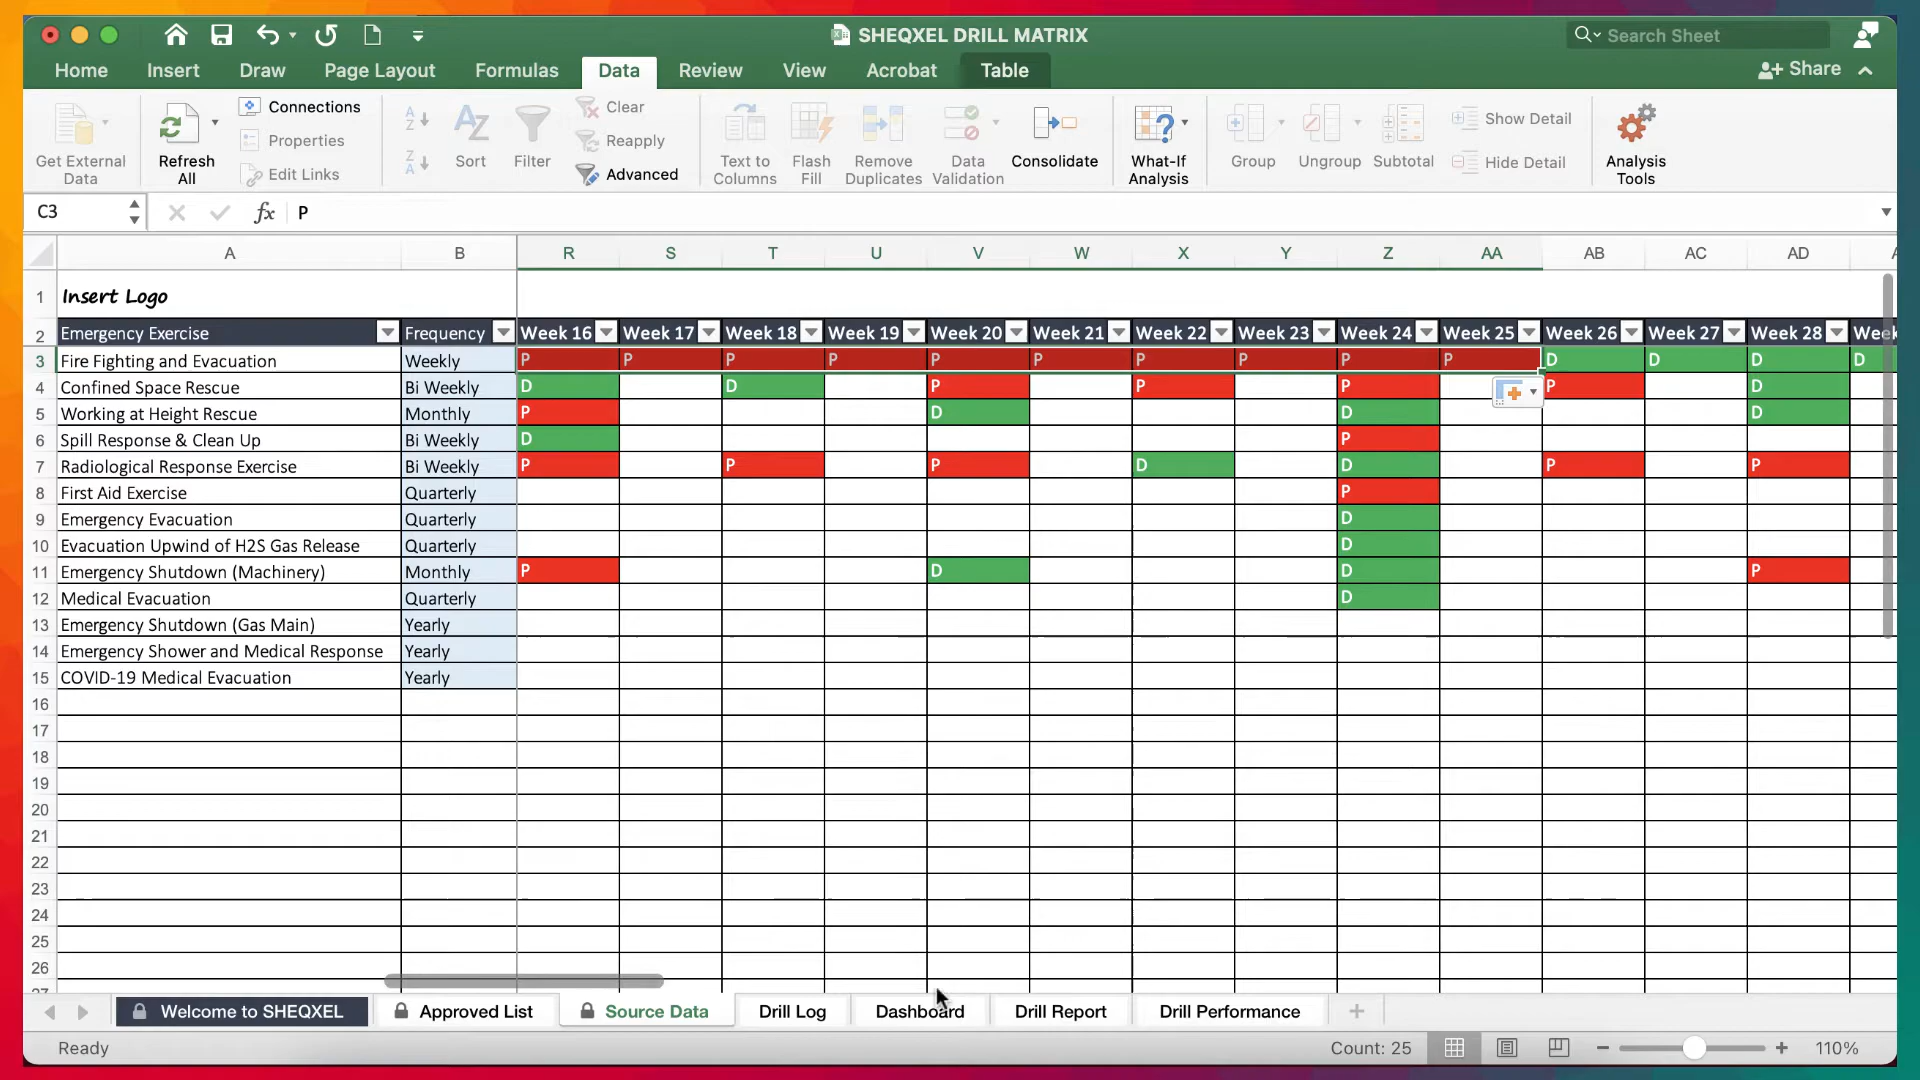 SHEQXEL DRILL MATRIX
Search Sheet
Home Insert Draw Page Layout Formulas Data Review View Acrobat Table Share
Get External Data
Refresh All
Connections
Properties
Edit Links
A Z
Z A
Sort
Filter
Clear
Reapply
Advanced
Text to Columns
Flash Fill
Remove Duplicates
Data Validation
Consolidate
What-If Analysis
Group
Ungroup
Subtotal
Show Detail
Hide Detail
Analysis Tools
C3 fx P
A B R S T U V W X Y Z AA AB AC AD
1 Insert Logo
2 Emergency Exercise Frequency Week 16 Week 17 Week 18 Week 19 Week 20 Week 21 Week 22 Week 23 Week 24 Week 25 Week 26 Week 27 Week 28 Week
3 Fire Fighting and Evacuation Weekly P P P P P P P P P P D D D D
4 Confined Space Rescue Bi Weekly D D P P P P D
5 Working at Height Rescue Monthly P D D D
6 Spill Response & Clean Up Bi Weekly D P
7 Radiological Response Exercise Bi Weekly P P P D D P P
8 First Aid Exercise Quarterly P
9 Emergency Evacuation Quarterly D
10 Evacuation Upwind of H2S Gas Release Quarterly D
11 Emergency Shutdown (Machinery) Monthly P D D P
12 Medical Evacuation Quarterly D
13 Emergency Shutdown (Gas Main) Yearly
14 Emergency Shower and Medical Response Yearly
15 COVID-19 Medical Evacuation Yearly
16
17
18
19
20
21
22
23
24
25
26
Welcome to SHEQXEL Approved List Source Data Drill Log Dashboard Drill Report Drill Performance
Ready Count: 25 110%